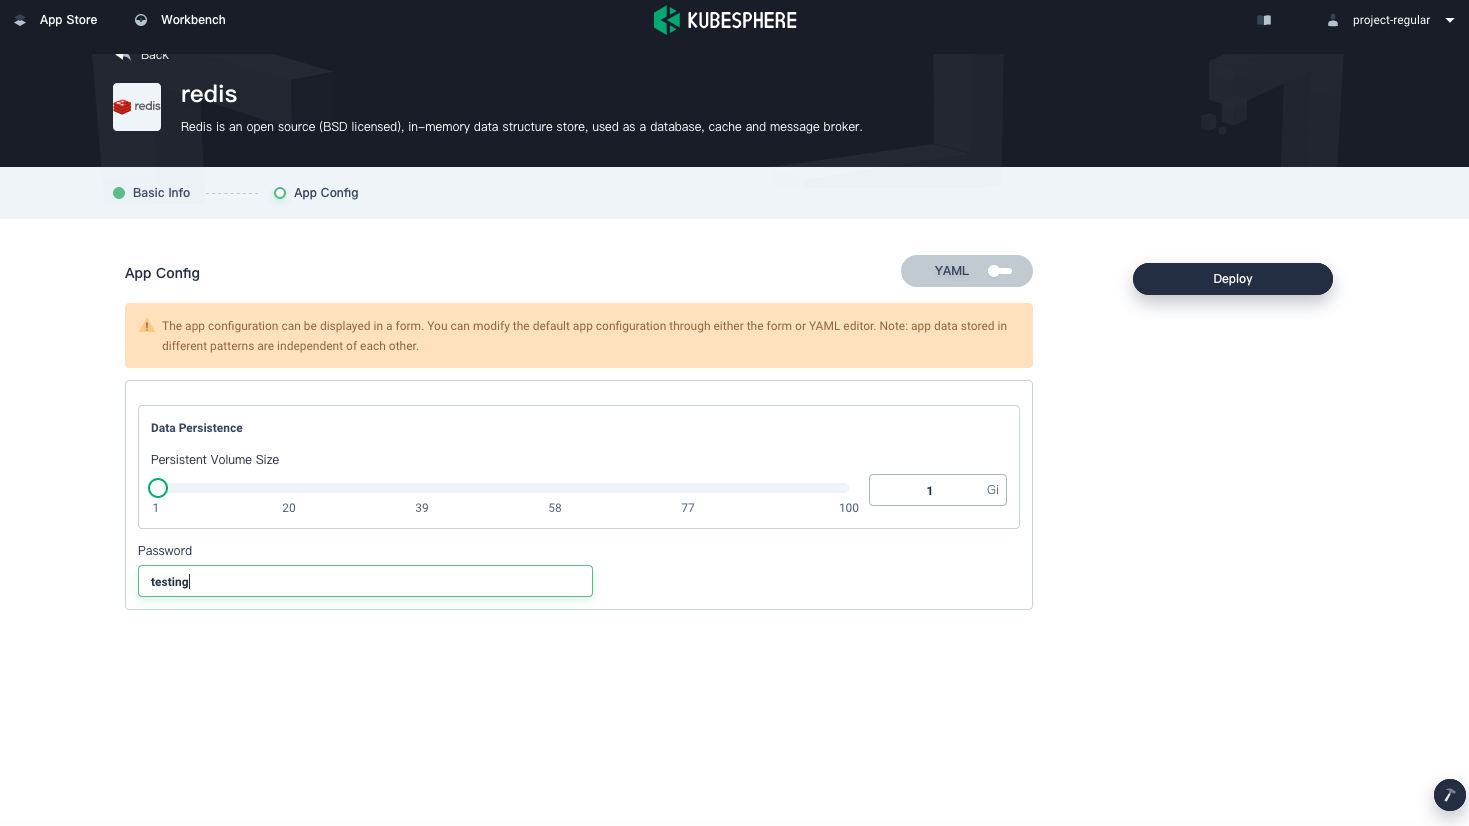 App Store
Workbench
KUBESPHERE
project-regular
Back
redis
redis
Redis is an open source (BSD licensed), in-memory data structure store, used as a database, cache and message broker.
Basic Info
App Config
App Config
YAML
Deploy
The app configuration can be displayed in a form. You can modify the default app configuration through either the form or YAML editor. Note: app data stored in
different patterns are independent of each other.
Data Persistence
Persistent Volume Size
1 Gi
1 20 39 58 77 100
Password
testing